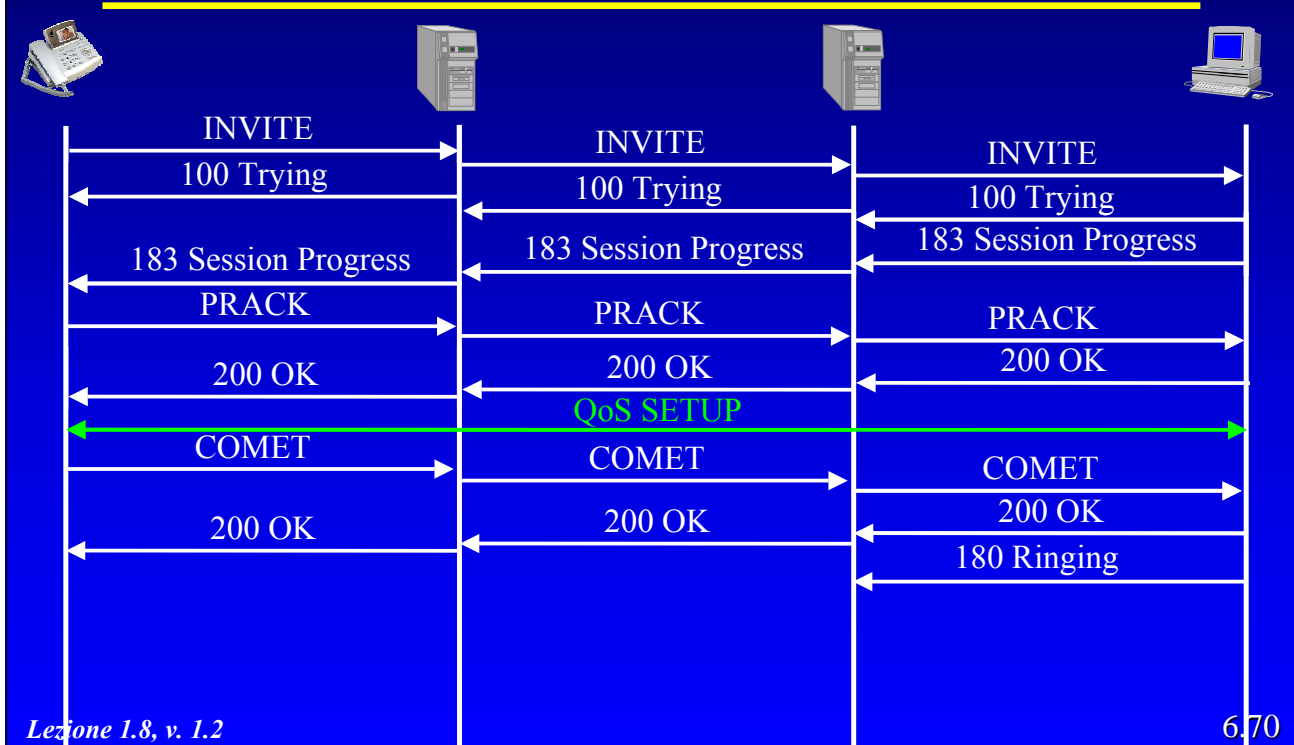 INVITE
INVITE
INVITE
100 Trying
100 Trying
100 Trying
183 Session Progress
183 Session Progress
183 Session Progress
PRACK
PRACK
PRACK
200 OK
200 OK
200 OK
QoS SETUP
COMET
COMET
COMET
200 OK
200 OK
200 OK
180 Ringing
Lezione 1.8, v. 1.2
6.70